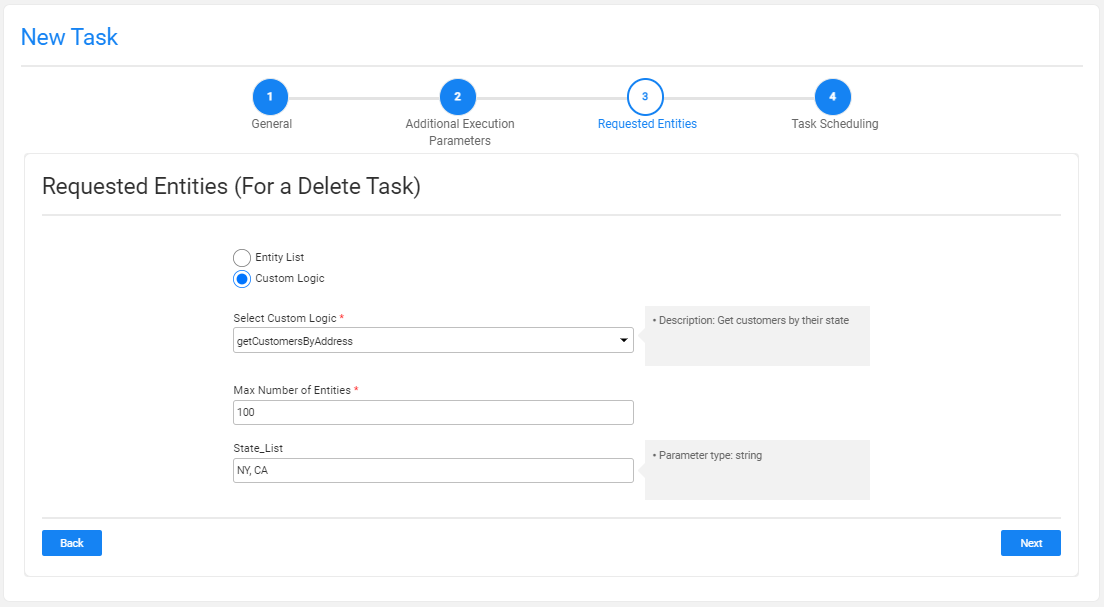 New Task
1
2
3
4
General
Additional Execution
Parameters
Requested Entities
Task Scheduling
Requested Entities (For a Delete Task)
Entity List
Custom Logic
Select Custom Logic *
• Description: Get customers by their state
getCustomersByAddress
Max Number of Entities *
100
State_List
• Parameter type: string
NY, CA
Back
Next